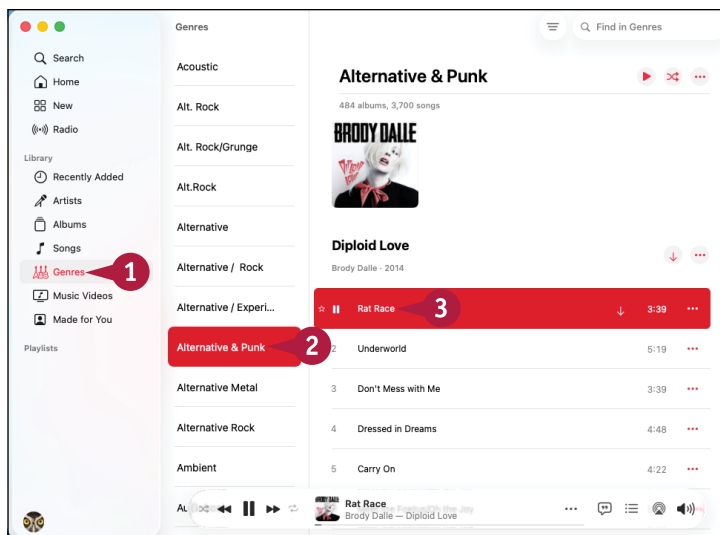 Search
Home
New
Radio
Library
Recently Added
Artists
Albums
Songs
Genres
1
Music Videos
Made for You
Playlists
Genres
Acoustic
Alt. Rock
Alt. Rock/Grunge
Alt.Rock
Alternative
Alternative / Rock
Alternative / Experi...
Alternative & Punk
2
Alternative Metal
Alternative Rock
Ambient
Find in Genres
Alternative & Punk
484 albums, 3,700 songs
BRODY DALLE
Diploid Love
Brody Dalle · 2014
Rat Race
3
3:39
2 Underworld 5:19
3 Don't Mess with Me 3:39
4 Dressed in Dreams 4:48
5 Carry On 4:22
Rat Race
Brody Dalle — Diploid Love